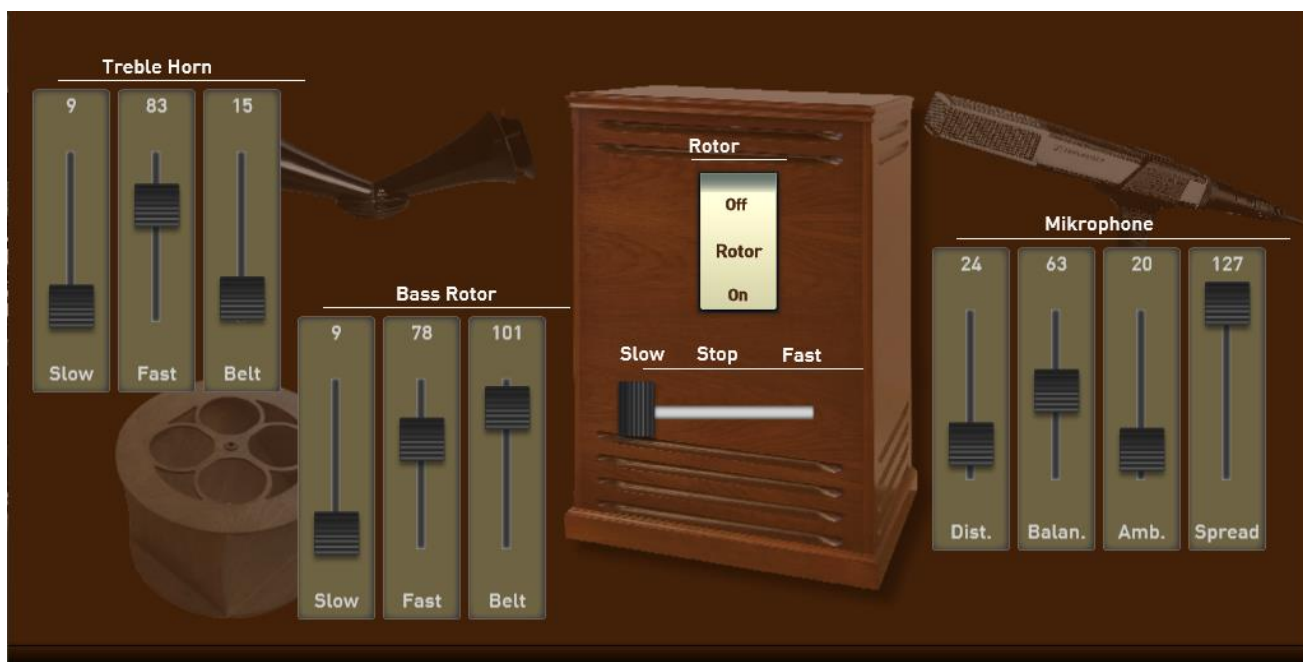 Treble Horn
9 83 15
Slow Fast Belt
Bass Rotor
9 78 101
Slow Fast Belt
Rotor
Off
Rotor
On
Slow Stop Fast
Mikrophone
24 63 20 127
Dist. Balan. Amb. Spread